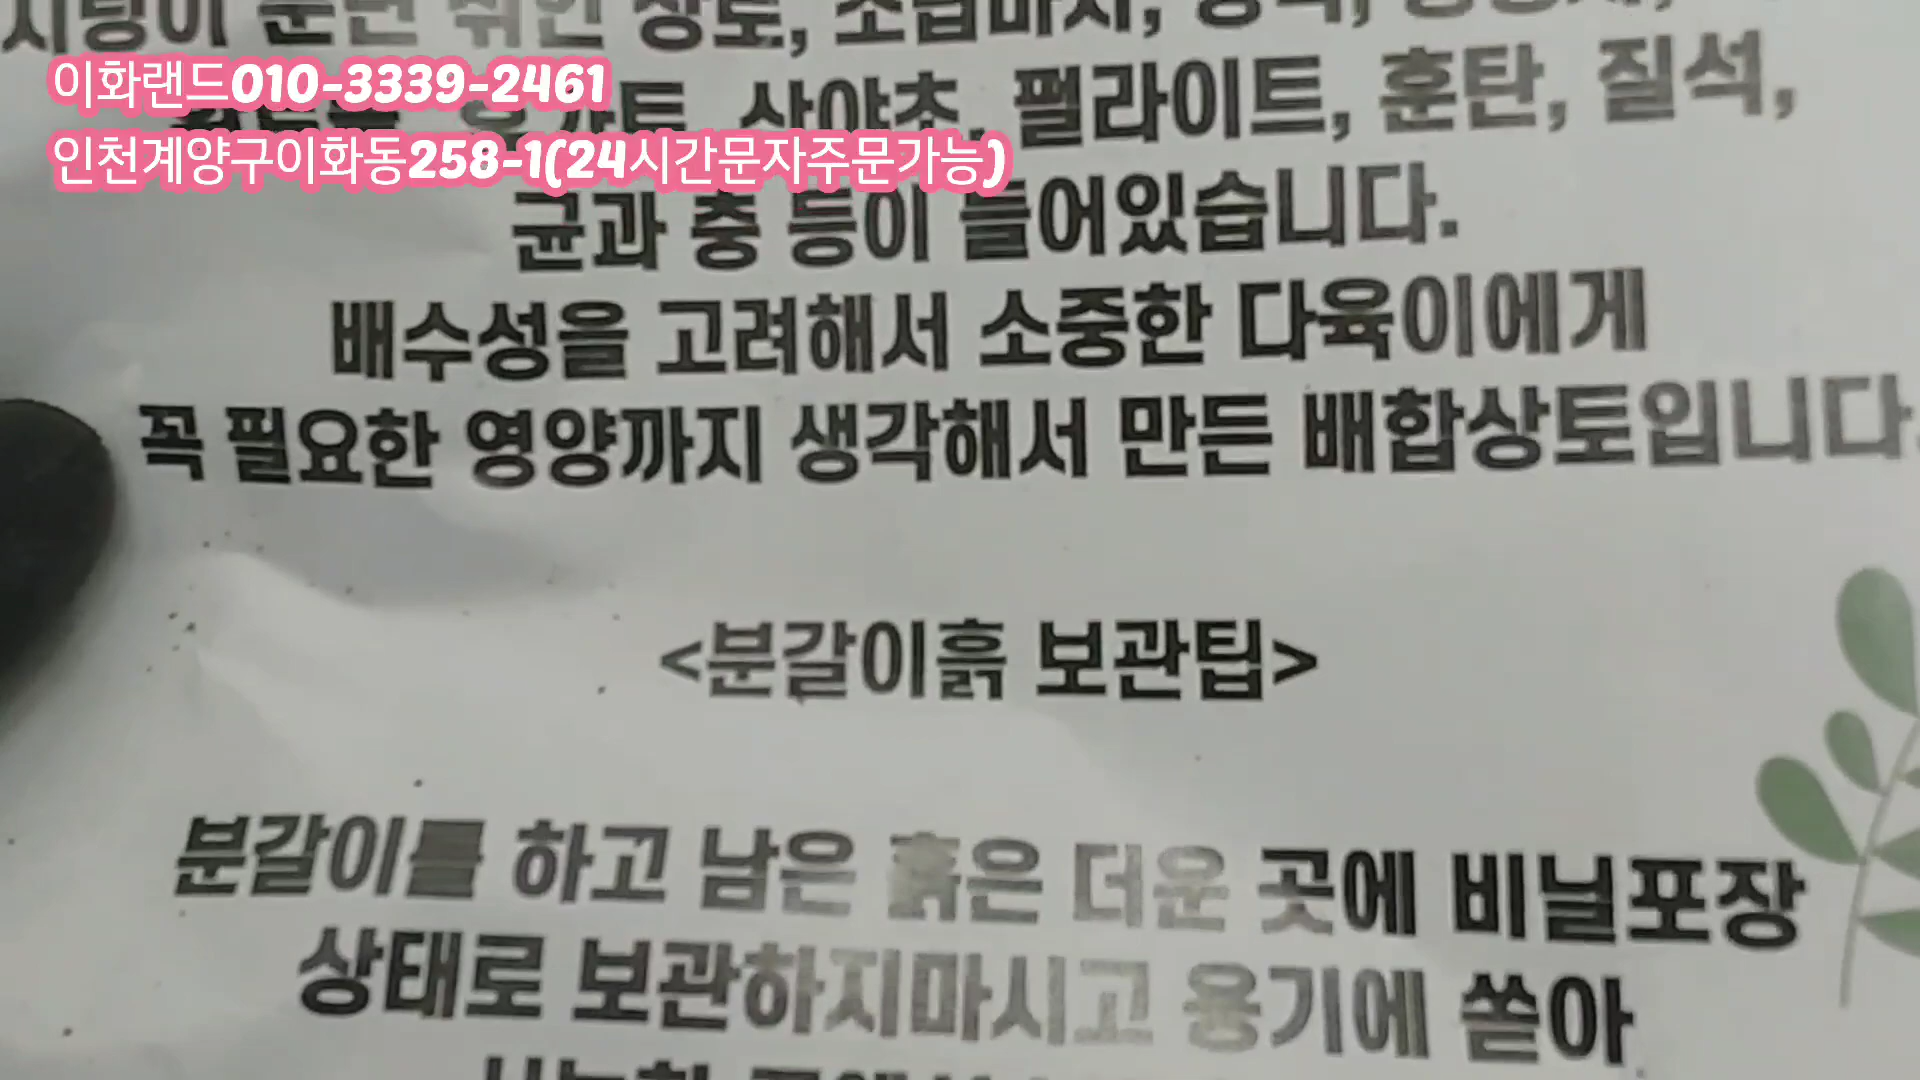 이화랜드010-3339-2461
인천계양구이화동258-1(24시간문자주문가능)
산야초, 펄라이트, 훈탄, 질석,
균과 충 등이 들어있습니다.
배수성을 고려해서 소중한 다육이에게
꼭 필요한 영양까지 생각해서 만든 배합상토입니다.
<분갈이흙 보관팁>
분갈이를 하고 남은 흙은 더운 곳에 비닐포장
상태로 보관하지마시고 용기에 쏟아